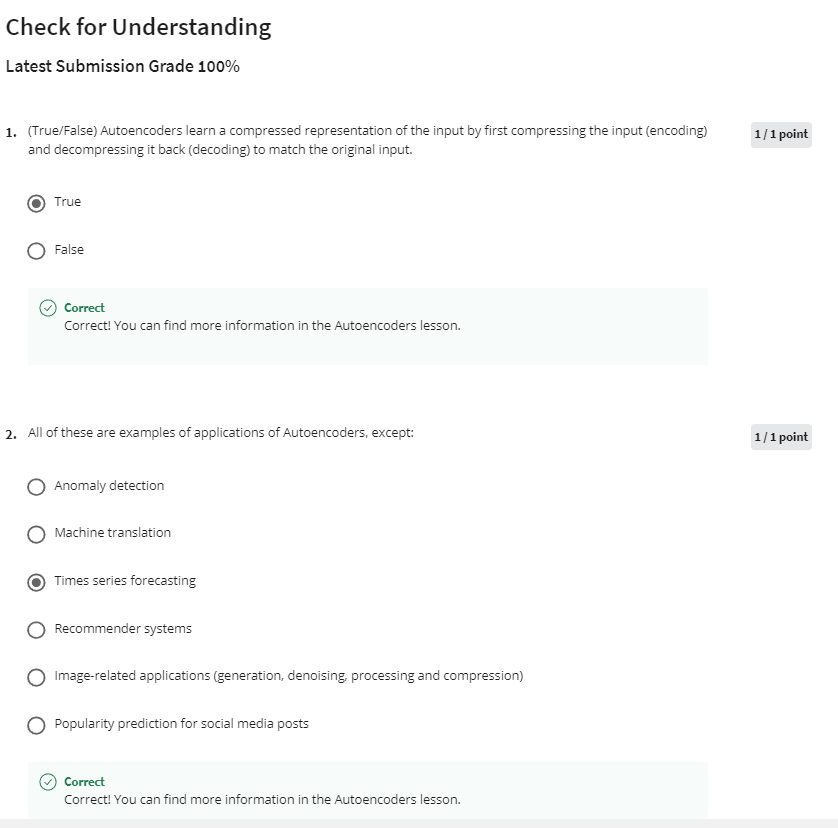 Check for Understanding
Latest Submission Grade 100%
1. (True/False) Autoencoders learn a compressed representation of the input by first compressing the input (encoding)
and decompressing it back (decoding) to match the original input.
1 / 1 point
True
False
Correct
Correct! You can find more information in the Autoencoders lesson.
2. All of these are examples of applications of Autoencoders, except:
1 / 1 point
Anomaly detection
Machine translation
Times series forecasting
Recommender systems
Image-related applications (generation, denoising, processing and compression)
Popularity prediction for social media posts
Correct
Correct! You can find more information in the Autoencoders lesson.